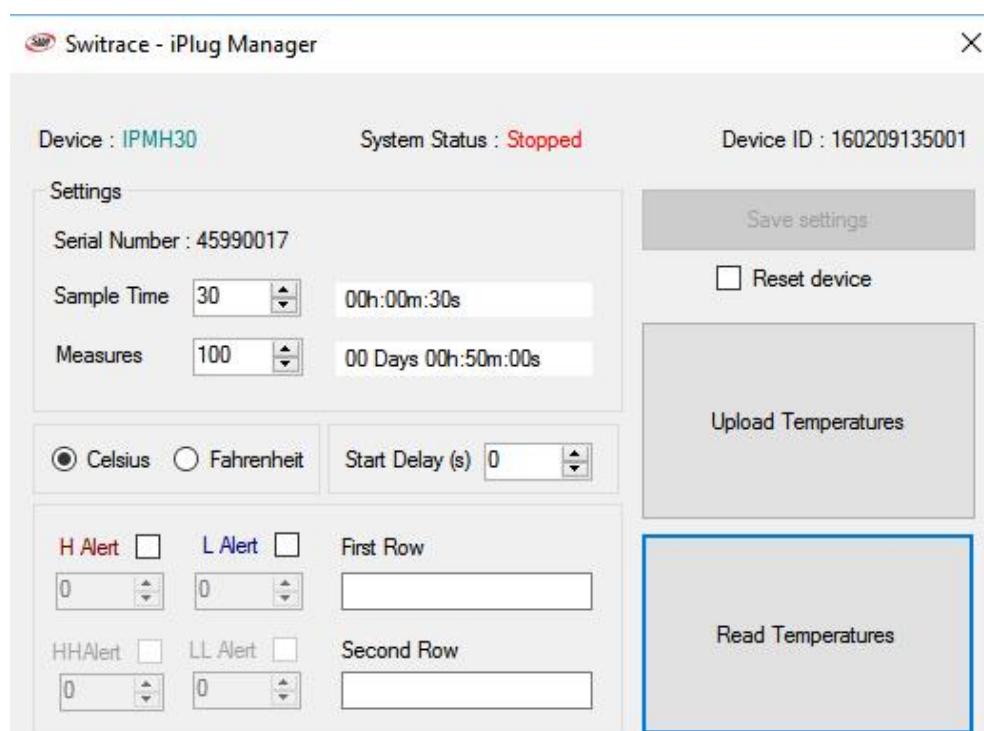 Switrace - iPlug Manager
Device : IPMH30 System Status : Stopped Device ID : 160209135001
Settings
Serial Number : 45990017
Save settings
Sample Time 30 00h:00m:30s
Reset device
Measures 100 00 Days 00h:50m:00s
Upload Temperatures
Celsius Fahrenheit Start Delay (s) 0
H Alert L Alert First Row
0 0
Read Temperatures
HHAlert LL Alert Second Row
0 0